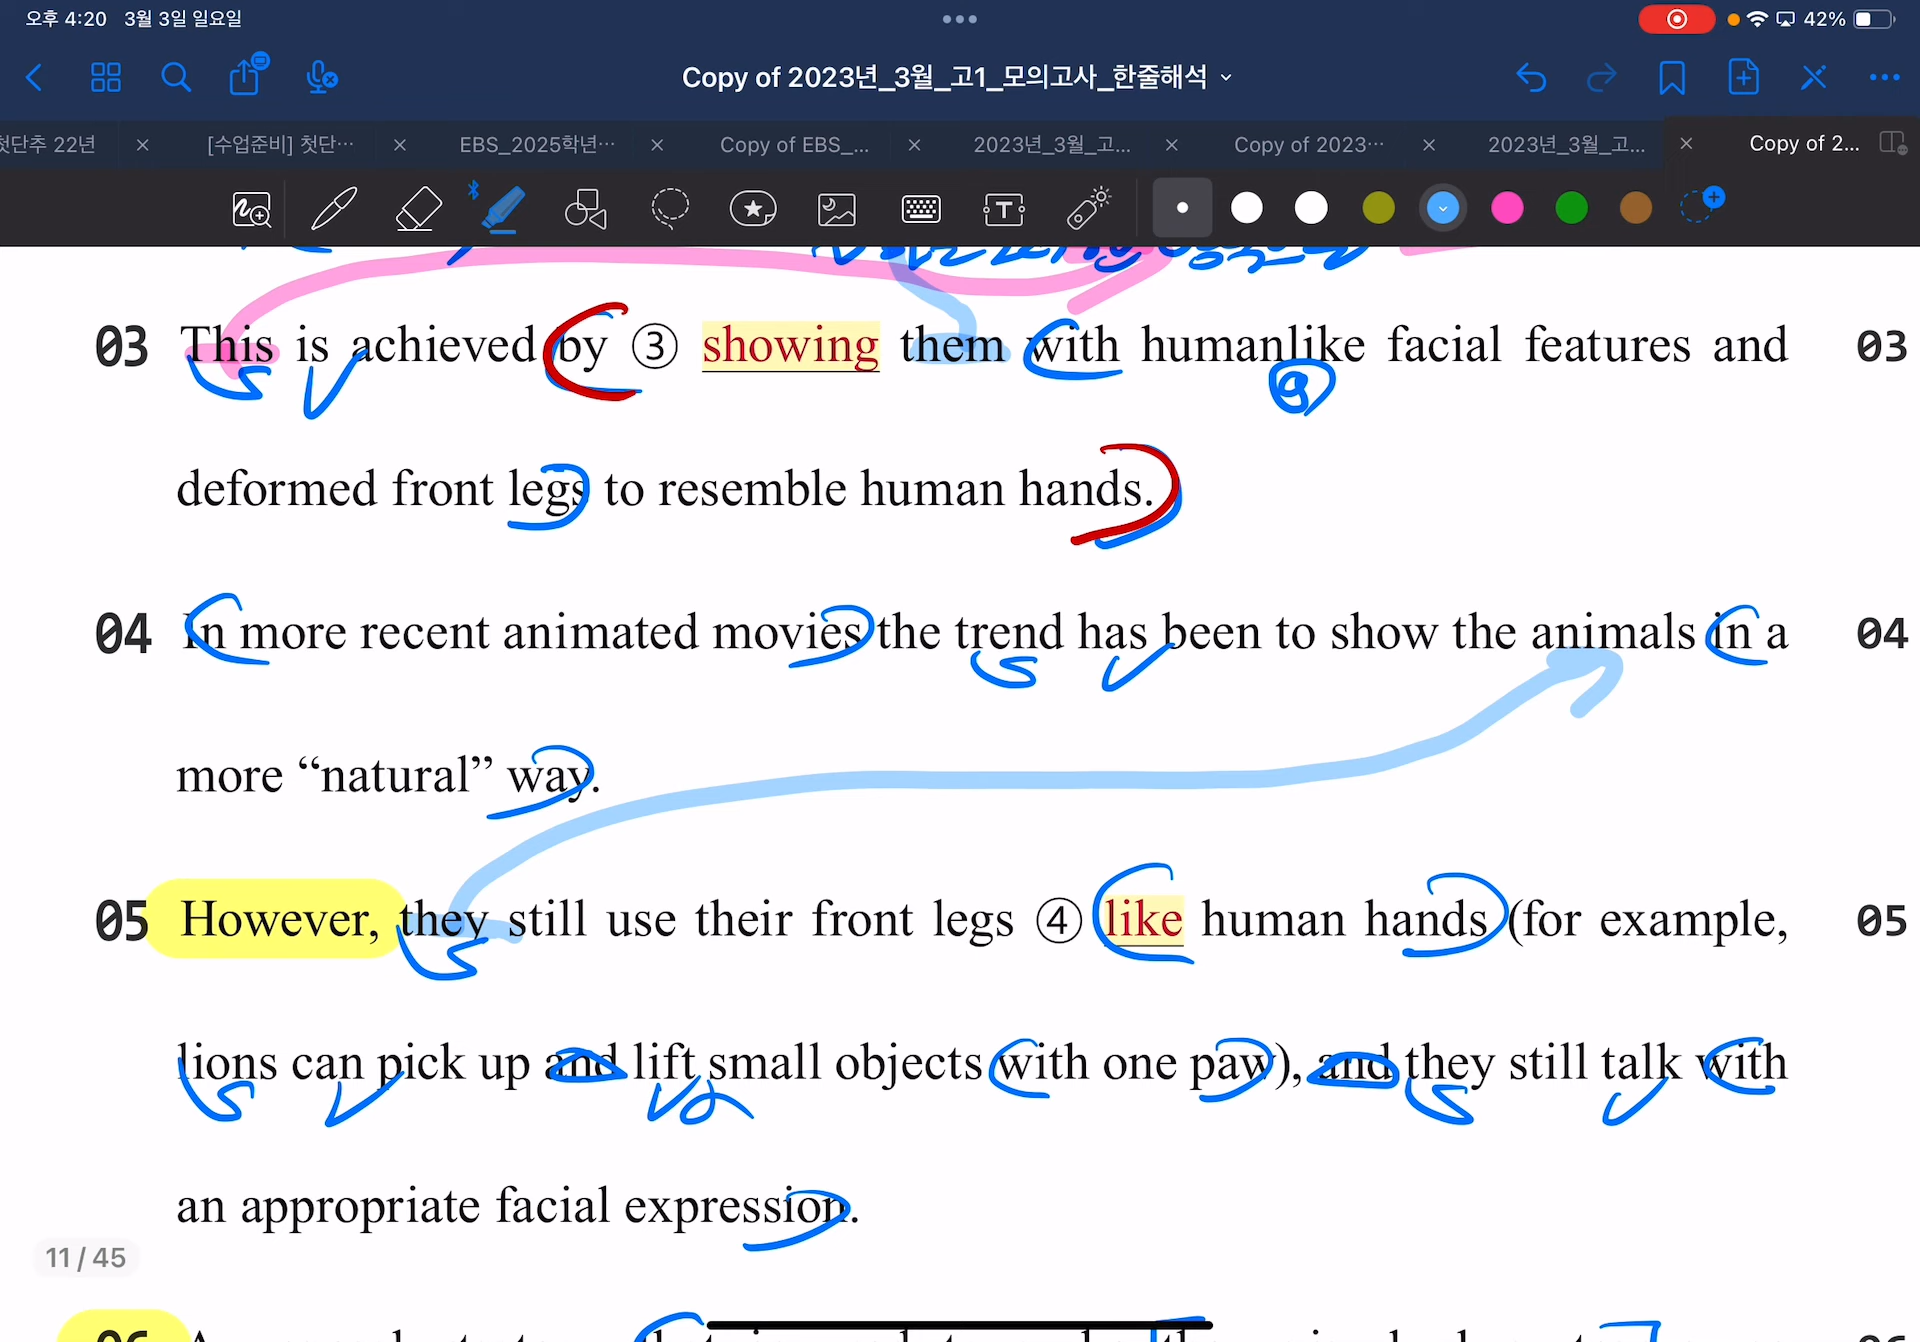 오후 4:20 3월 3일 일요일
42%
Copy of 2023년_3월_고1_모의고사_한줄해석
첫단추 22년
[수업준비] 첫단…
EBS_2025학년…
Copy of EBS_...
2023년_3월_고...
Copy of 2023…
2023년_3월_고...
Copy of 2...
03 This is achieved by ③ showing them with humanlike facial features and 03
deformed front legs to resemble human hands.
04 In more recent animated movies the trend has been to show the animals in a 04
more “natural” way.
05 However, they still use their front legs ④ like human hands (for example, 05
lions can pick up and lift small objects with one paw), and they still talk with
an appropriate facial expression.
11 / 45